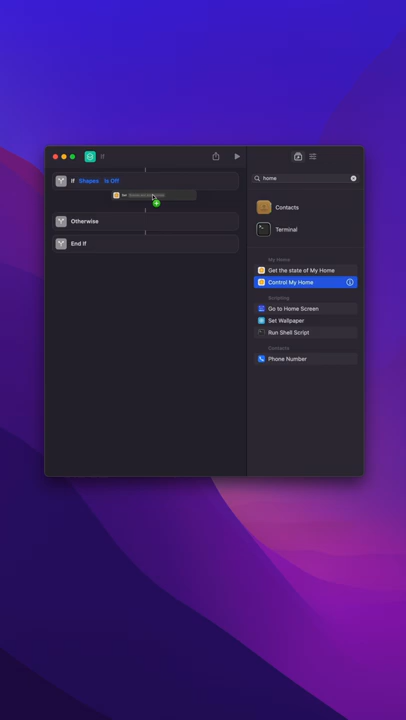 If
If Shapes Is Off
Set
Otherwise
End If
home
Contacts
Terminal
My Home
Get the state of My Home
Control My Home
Scripting
Go to Home Screen
Set Wallpaper
Run Shell Script
Contacts
Phone Number